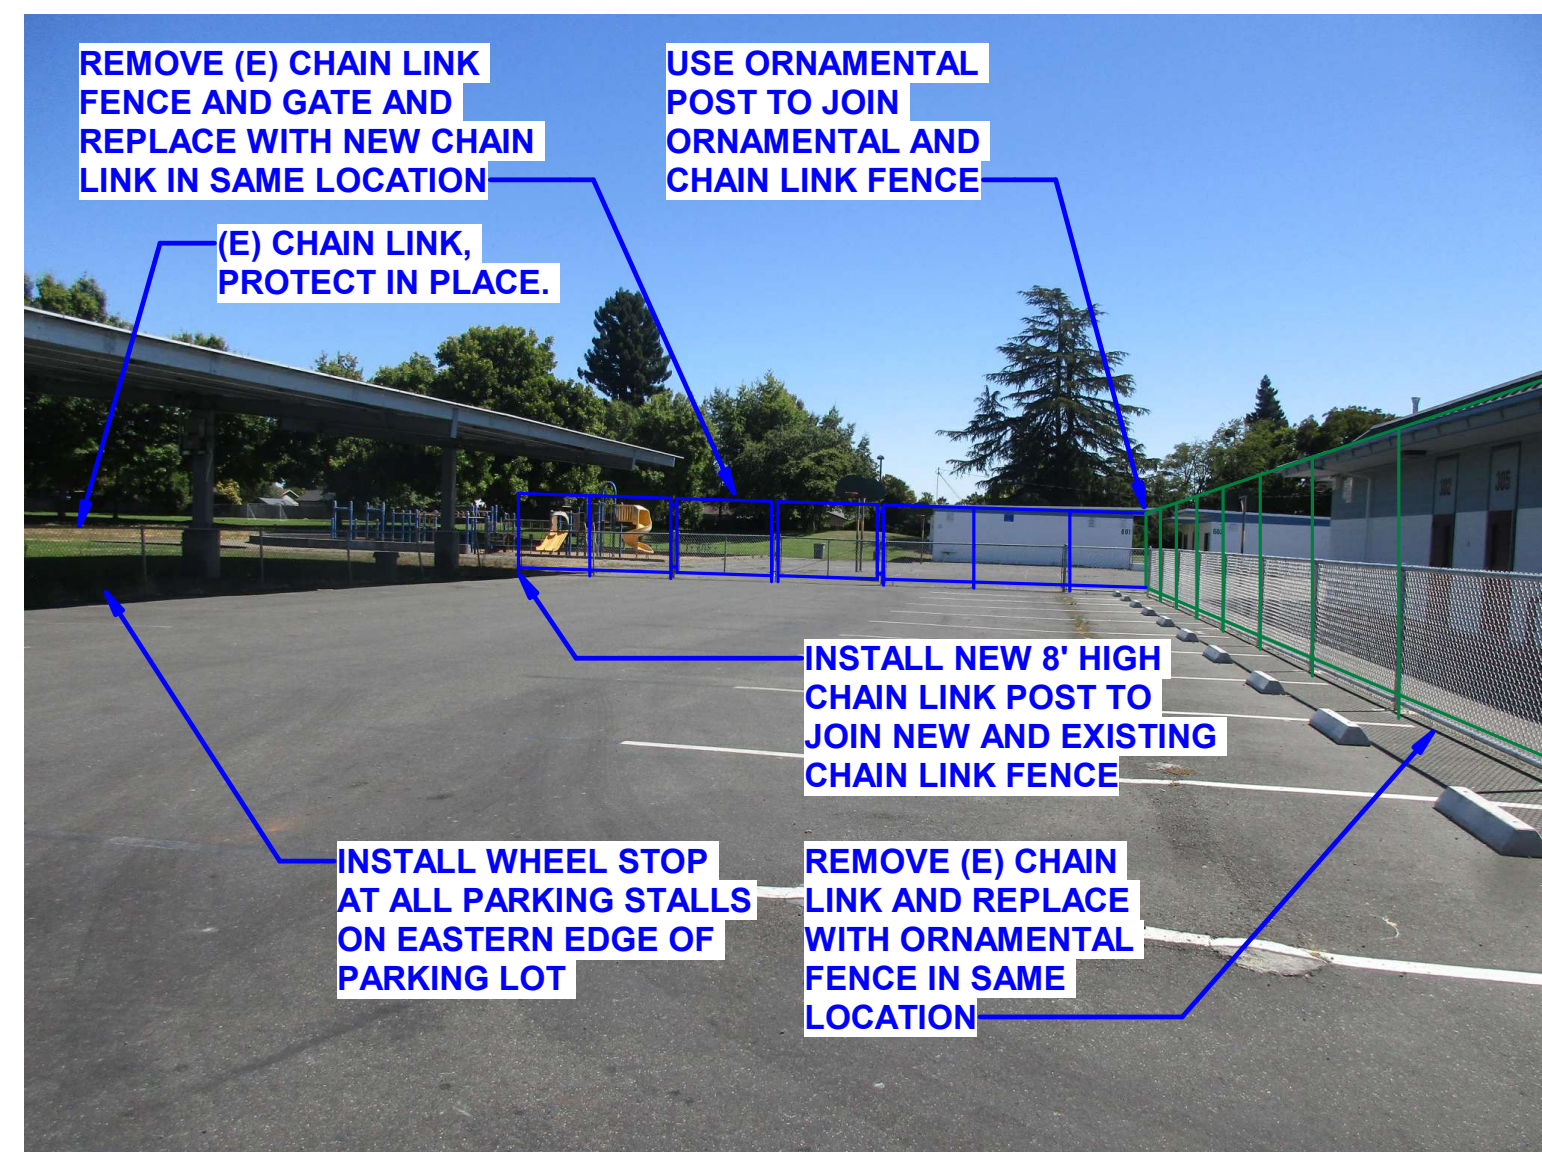 REMOVE (E) CHAIN LINK
FENCE AND GATE AND
REPLACE WITH NEW CHAIN
LINK IN SAME LOCATION
USE ORNAMENTAL
POST TO JOIN
ORNAMENTAL AND
CHAIN LINK FENCE
(E) CHAIN LINK,
PROTECT IN PLACE.
INSTALL NEW 8' HIGH
CHAIN LINK POST TO
JOIN NEW AND EXISTING
CHAIN LINK FENCE
INSTALL WHEEL STOP
AT ALL PARKING STALLS
ON EASTERN EDGE OF
PARKING LOT
REMOVE (E) CHAIN
LINK AND REPLACE
WITH ORNAMENTAL
FENCE IN SAME
LOCATION